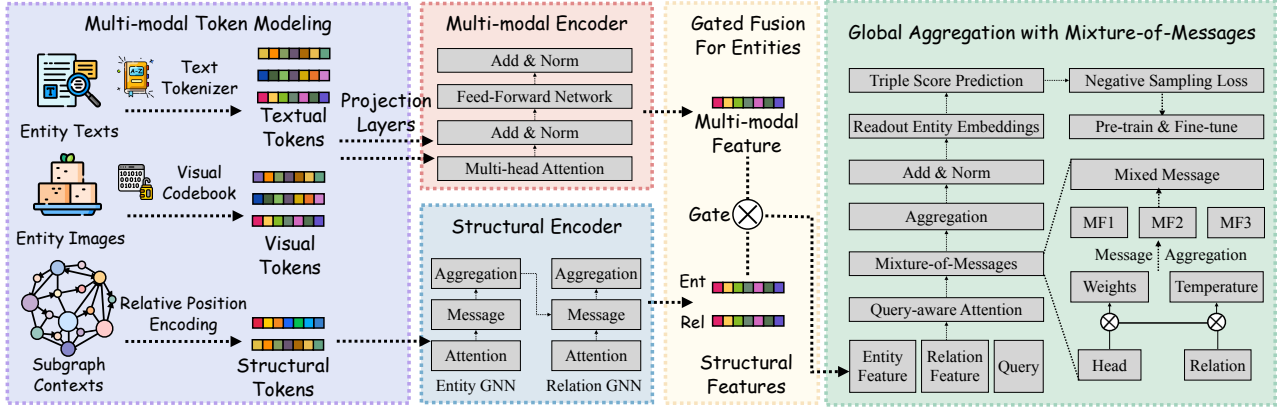 Multi-modal Token Modeling
Entity Texts
A-Z
Text
Tokenizer
Textual
Tokens
Projection
Layers
Entity Images
101010
010101
Visual
Codebook
Visual
Tokens
Subgraph
Contexts
Relative Position
Encoding
Structural
Tokens
Multi-modal Encoder
Add & Norm
Feed-Forward Network
Add & Norm
Multi-head Attention
Structural Encoder
Aggregation
Message
Attention
Entity GNN
Aggregation
Message
Attention
Relation GNN
Gated Fusion
For Entities
Multi-modal
Feature
Gate
Ent
Rel
Structural
Features
Global Aggregation with Mixture-of-Messages
Triple Score Prediction
Readout Entity Embeddings
Add & Norm
Aggregation
Mixture-of-Messages
Query-aware Attention
Entity
Feature
Relation
Feature
Query
Negative Sampling Loss
Pre-train & Fine-tune
Mixed Message
MF1
MF2
MF3
Message Aggregation
Weights
Temperature
Head
Relation